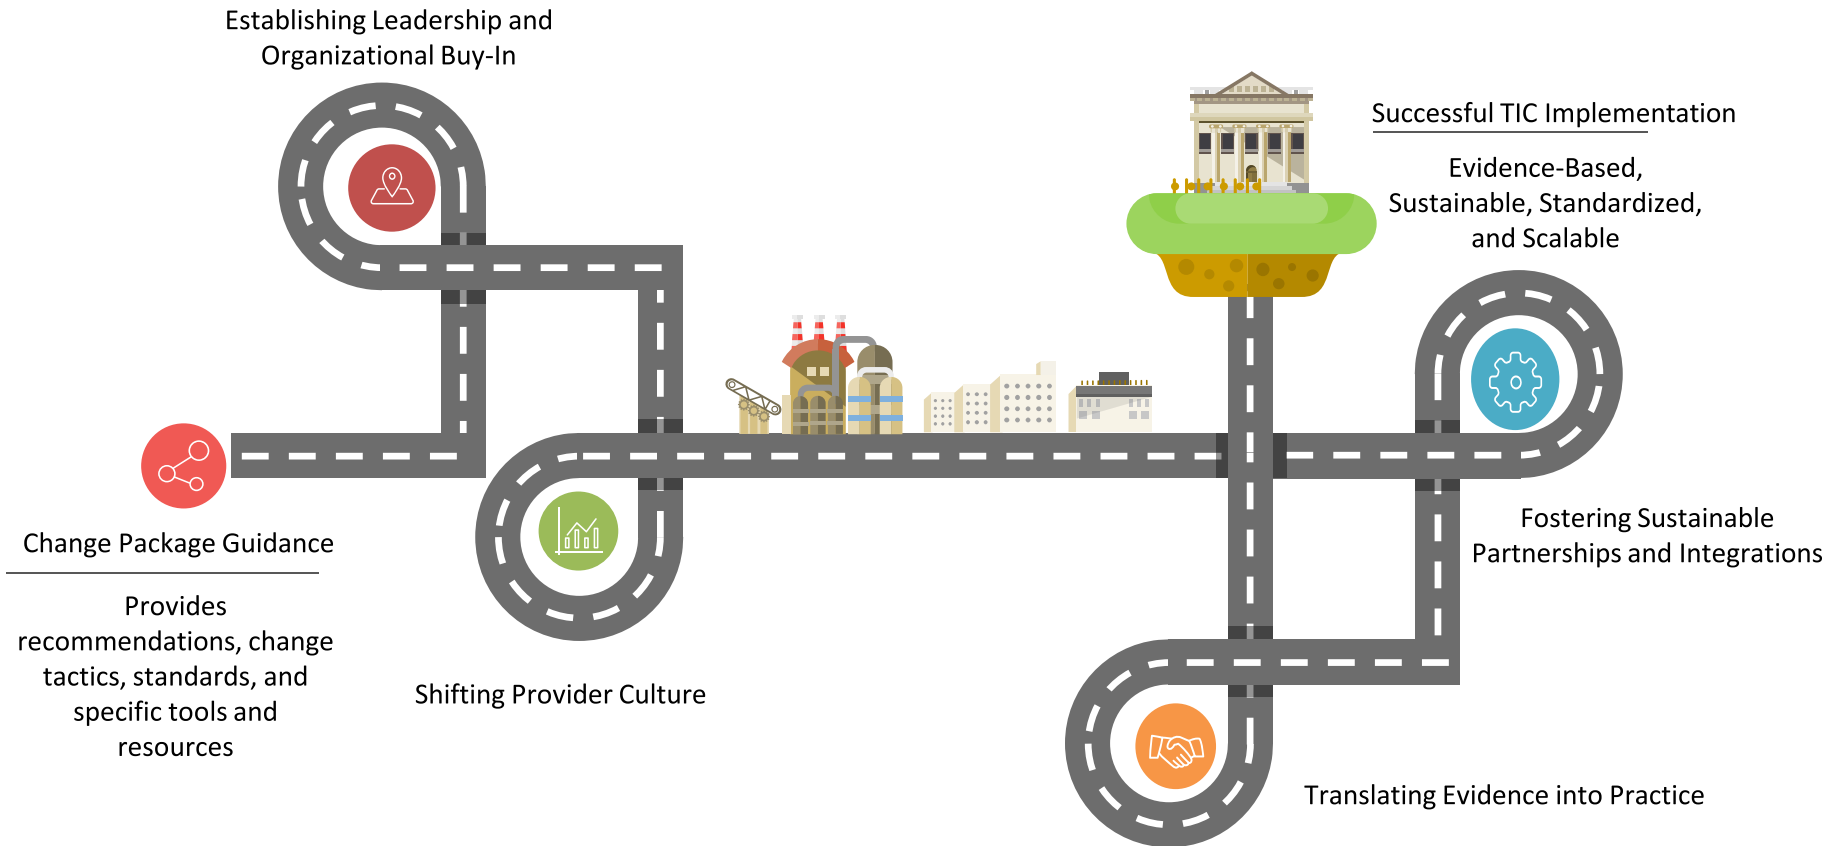 Establishing Leadership and
Organizational Buy-In
Successful TIC Implementation
Evidence-Based,
Sustainable, Standardized,
and Scalable
Change Package Guidance
Provides
recommendations, change
tactics, standards, and
specific tools and
resources
Shifting Provider Culture
Fostering Sustainable
Partnerships and Integrations
Translating Evidence into Practice